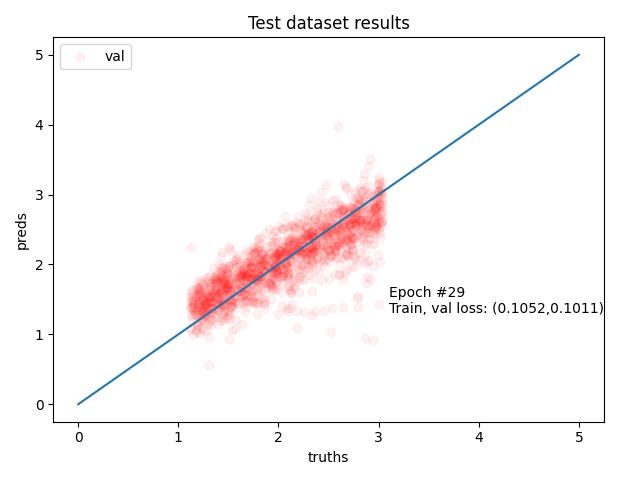 Test dataset results
val
5
4
3
2
1
0
preds
Epoch #29
Train, val loss: (0.1052,0.1011)
0 1 2 3 4 5
truths